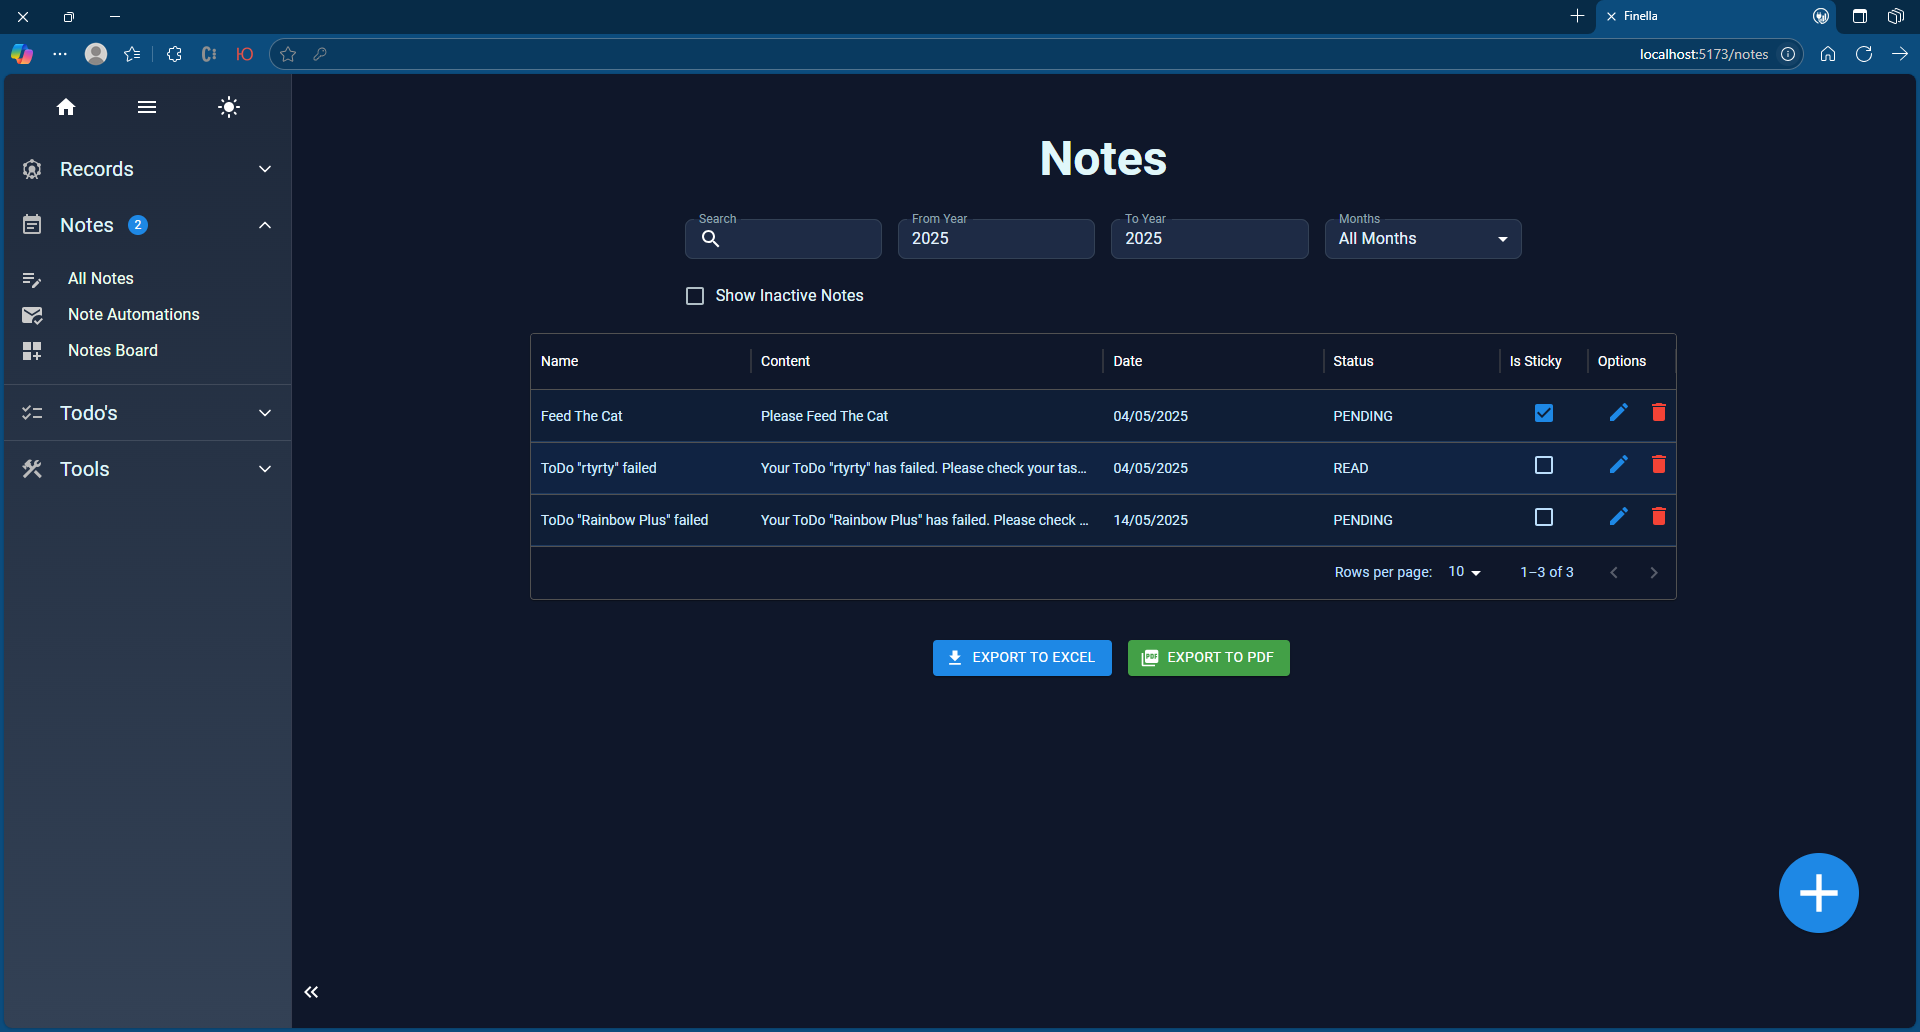 Finella
localhost:5173/notes
Records
Notes 2
All Notes
Note Automations
Notes Board
Todo's
Tools
Notes
Search
From Year
2025
To Year
2025
Months
All Months
Show Inactive Notes
Name Content Date Status Is Sticky Options
Feed The Cat Please Feed The Cat 04/05/2025 PENDING
ToDo "rtyrty" failed Your ToDo "rtyrty" has failed. Please check your tas... 04/05/2025 READ
ToDo "Rainbow Plus" failed Your ToDo "Rainbow Plus" has failed. Please check ... 14/05/2025 PENDING
Rows per page: 10 1–3 of 3
EXPORT TO EXCEL
PDF EXPORT TO PDF